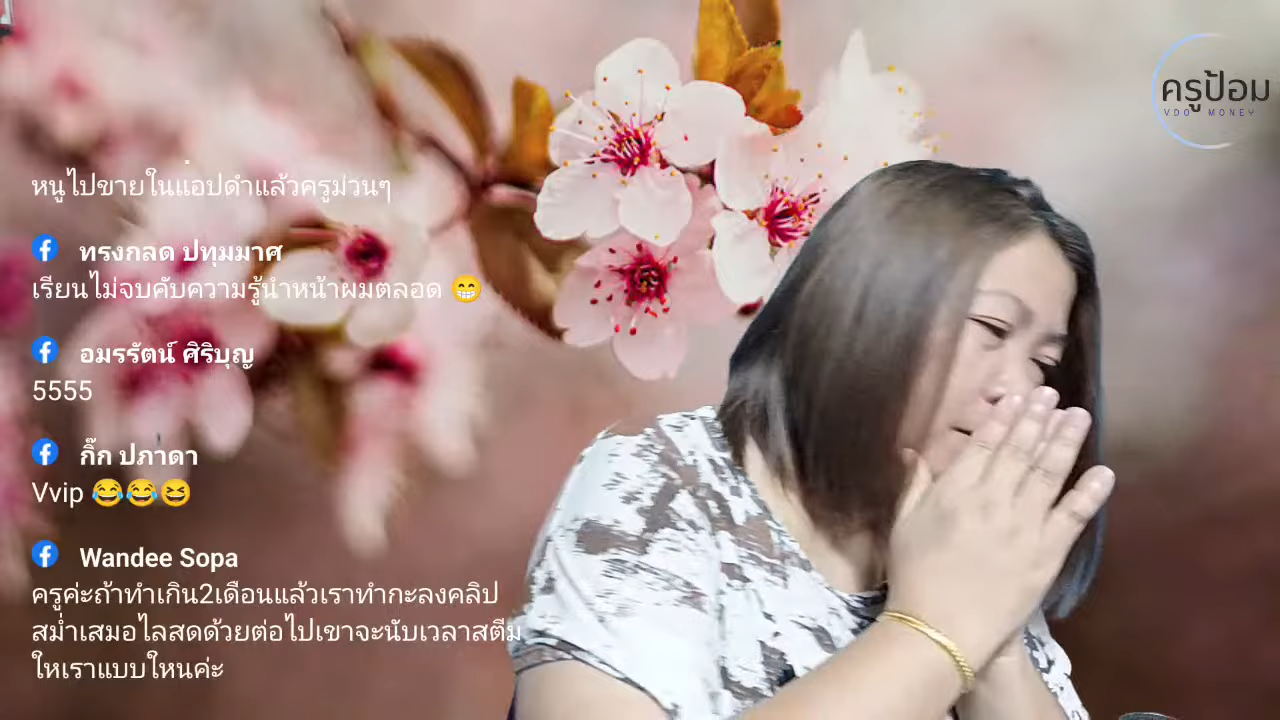 ครูป้อม
VDO MONEY
หนูไปขายในแอปดำแล้วครูม่วนๆ
ทรงกลด ปทุมมาศ
เรียนไม่จบคับความรู้นำหน้าผมตลอด 😁
อมรรัตน์ ศิริบุญ
5555
กิ๊ก ปภาดา
Vvip 😂😂😆
Wandee Sopa
ครูค่ะถ้าทำเกิน2เดือนแล้วเราทำกะลงคลิป
สม่ำเสมอไลสดด้วยต่อไปเขาจะนับเวลาสตีม
ใหเราแบบใหนค่ะ